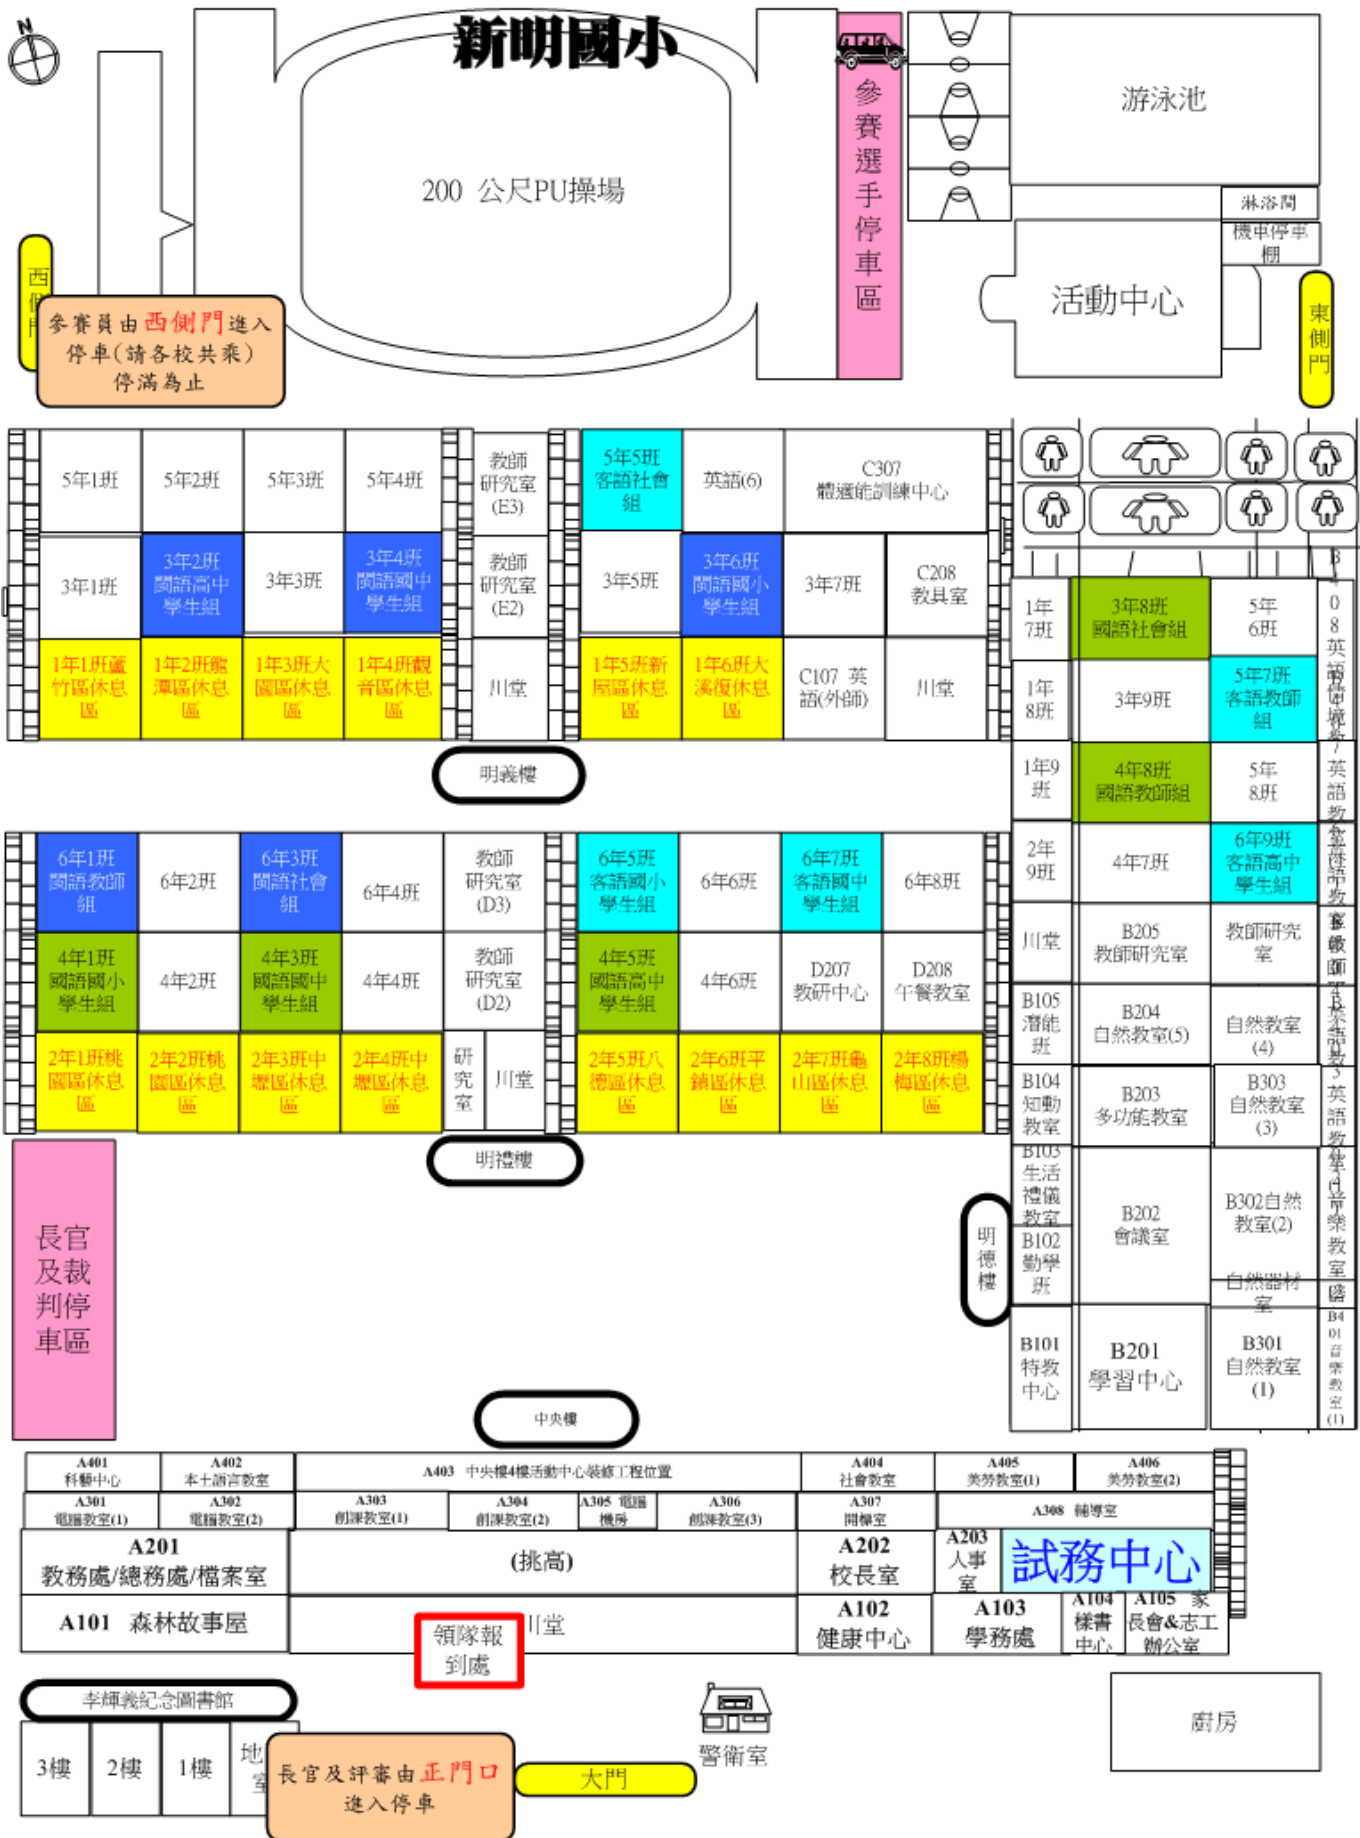 N
新明國小
200 公尺PU操場
參賽選手停車區
游泳池
淋浴間
機車停車
棚
活動中心
東側門
西側門
參賽員由西側門進入
停車(請各校共乘)
停滿為止
5年1班
5年2班
5年3班
5年4班
教師
研究室
(E3)
5年5班
客語社會
組
英語(6)
C307
體適能訓練中心
3年1班
3年2班
閩語高中
學生組
3年3班
3年4班
閩語國中
學生組
教師
研究室
(E2)
3年5班
3年6班
閩語國小
學生組
3年7班
C208
教具室
1年1班蘆
竹區休息
區
1年2班龍
潭區休息
區
1年3班大
園區休息
區
1年4班觀
音區休息
區
川堂
1年5班新
屋區休息
區
1年6班大
溪復休息
區
C107 英
語(外師)
川堂
明義樓
1年
7班
3年8班
國語社會組
5年
6班
1年
8班
3年9班
5年7班
客語教師
組
1年9
班
4年8班
國語教師組
5年
8班
2年
9班
4年7班
6年9班
客語高中
學生組
川堂
B205
教師研究室
教師研究
室
B105
潛能
班
B204
自然教室(5)
自然教室
(4)
B104
知動
教室
B203
多功能教室
B303
自然教室
(3)
B103
生活
禮儀
教室
B102
勤學
班
B202
會議室
B302自然
教室(2)
自然器材
室
B101
特教
中心
B201
學習中心
B301
自然教室
(1)
B4
01
音
樂
教
室
(1)
6年1班
閩語教師
組
6年2班
6年3班
閩語社會
組
6年4班
教師
研究室
(D3)
6年5班
客語國小
學生組
6年6班
6年7班
客語國中
學生組
6年8班
4年1班
國語國小
學生組
4年2班
4年3班
國語國中
學生組
4年4班
教師
研究室
(D2)
4年5班
國語高中
學生組
4年6班
D207
教研中心
D208
午餐教室
2年1班桃
園區休息
區
2年2班桃
園區休息
區
2年3班中
壢區休息
區
2年4班中
壢區休息
區
研
究
室
川堂
2年5班八
德區休息
區
2年6班平
鎮區休息
區
2年7班龜
山區休息
區
2年8班楊
梅區休息
區
明禮樓
明德樓
長官
及裁
判停
車區
中央樓
A401
科藝中心
A402
本土語言教室
A403 中央樓4樓活動中心裝修工程位置
A404
社會教室
A405
美勞教室(1)
A406
美勞教室(2)
A301
電腦教室(1)
A302
電腦教室(2)
A303
創課教室(1)
A304
創課教室(2)
A305 電腦
機房
A306
創課教室(3)
A307
開標室
A308 輔導室
A201
教務處/總務處/檔案室
(挑高)
A202
校長室
A203
人事
室
試務中心
A101 森林故事屋
川堂
領隊報
到處
A102
健康中心
A103
學務處
A104
樣書
中心
A105 家
長會&志工
辦公室
李輝義紀念圖書館
3樓
2樓
1樓
長官及評審由正門口
進入停車
大門
警衛室
廚房